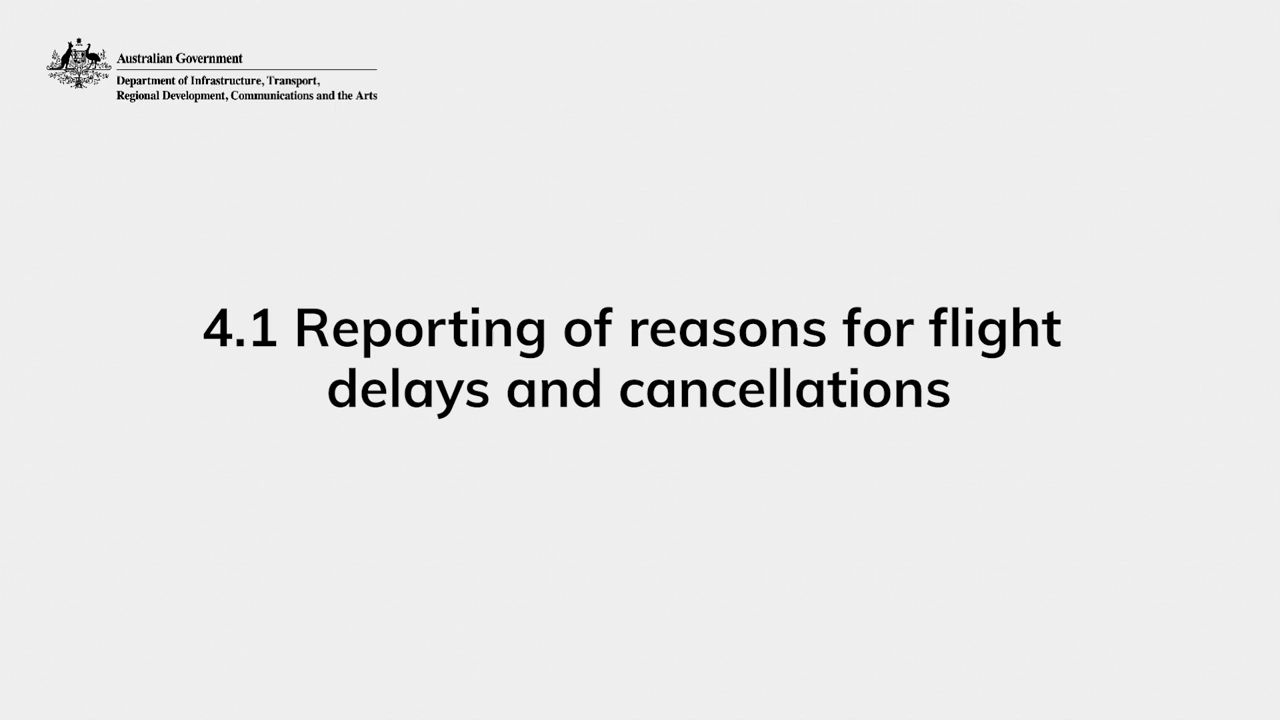 Australian Government
Department of Infrastructure, Transport,
Regional Development, Communications and the Arts
4.1 Reporting of reasons for flight
delays and cancellations